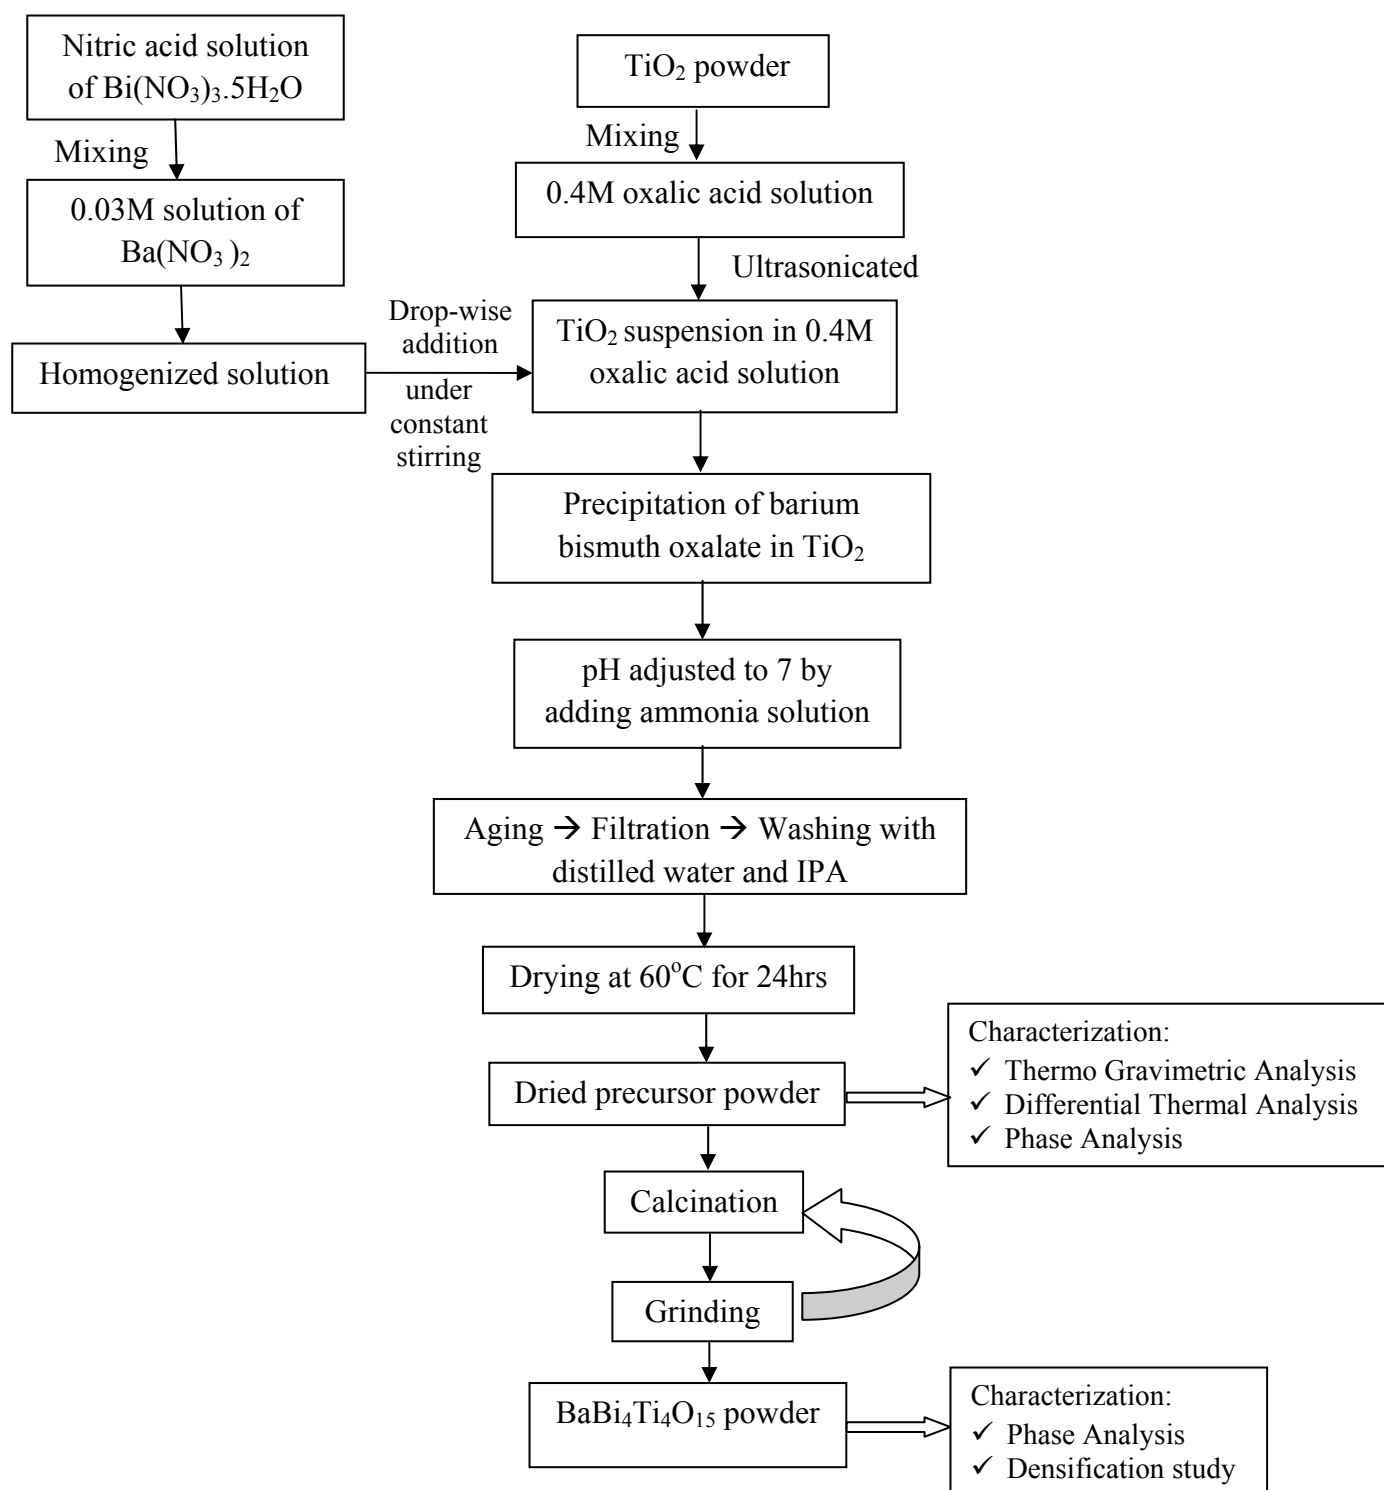 Nitric acid solution
of Bi(NO₃)₃.5H₂O
Mixing
0.03M solution of
Ba(NO₃ )₂
Homogenized solution
TiO₂ powder
Mixing
0.4M oxalic acid solution
Ultrasonicated
Drop-wise
addition
under
constant
stirring
TiO₂ suspension in 0.4M
oxalic acid solution
Precipitation of barium
bismuth oxalate in TiO₂
pH adjusted to 7 by
adding ammonia solution
Aging → Filtration → Washing with
distilled water and IPA
Drying at 60°C for 24hrs
Dried precursor powder
Characterization:
✓ Thermo Gravimetric Analysis
✓ Differential Thermal Analysis
✓ Phase Analysis
Calcination
Grinding
BaBi₄Ti₄O₁₅ powder
Characterization:
✓ Phase Analysis
✓ Densification study